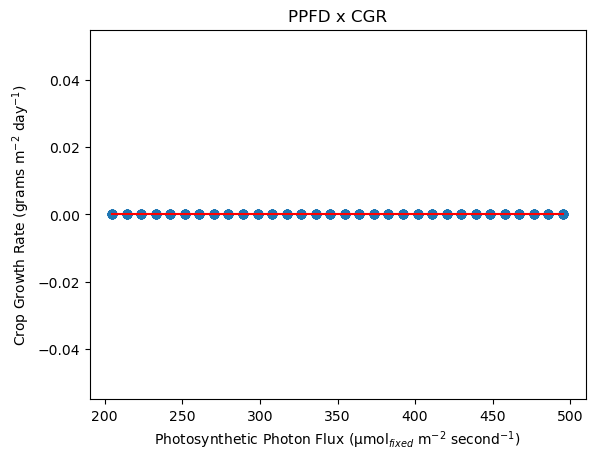 PPFD x CGR
Crop Growth Rate (grams m⁻² day⁻¹)
0.04
0.02
0.00
−0.02
−0.04
200 250 300 350 400 450 500
Photosynthetic Photon Flux (μmol_fixed m⁻² second⁻¹)